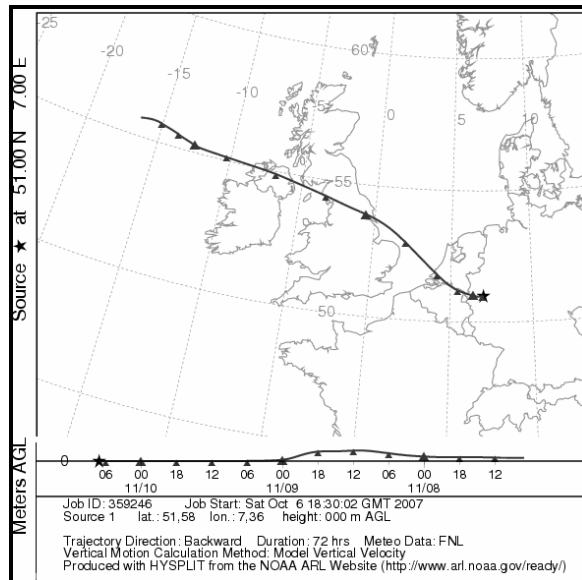 -25
-20
-15
-10
-5
0
5
10
60
55
55
50
Source ★ at 51.00 N 7.00 E
Meters AGL
0
06 00 18 12 06 00 18 12 06 00 18 12
11/10 11/09 11/08
Job ID: 359246 Job Start: Sat Oct 6 18:30:02 GMT 2007
Source 1 lat.: 51,58 lon.: 7,36 height: 000 m AGL
Trajectory Direction: Backward Duration: 72 hrs Meteo Data: FNL
Vertical Motion Calculation Method: Model Vertical Velocity
Produced with HYSPLIT from the NOAA ARL Website (http://www.arl.noaa.gov/ready/)